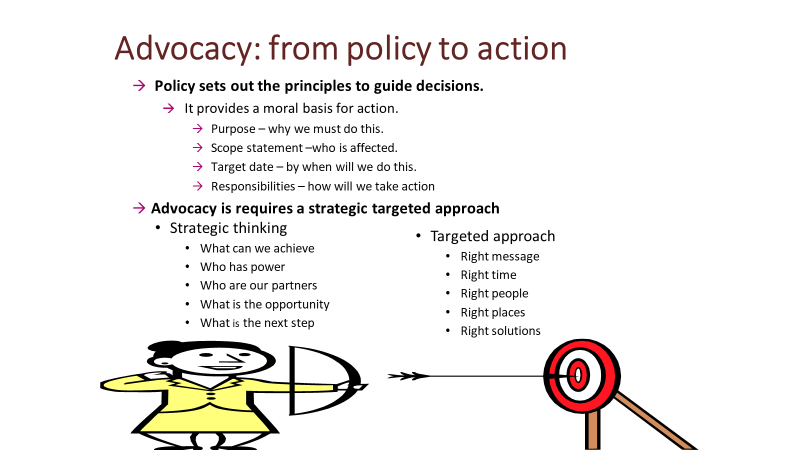 Advocacy: from policy to action
→ Policy sets out the principles to guide decisions.
→ It provides a moral basis for action.
→ Purpose – why we must do this.
→ Scope statement –who is affected.
→ Target date – by when will we do this.
→ Responsibilities – how will we take action
→ Advocacy is requires a strategic targeted approach
• Strategic thinking
• What can we achieve
• Who has power
• Who are our partners
• What is the opportunity
• What is the next step
• Targeted approach
• Right message
• Right time
• Right people
• Right places
• Right solutions